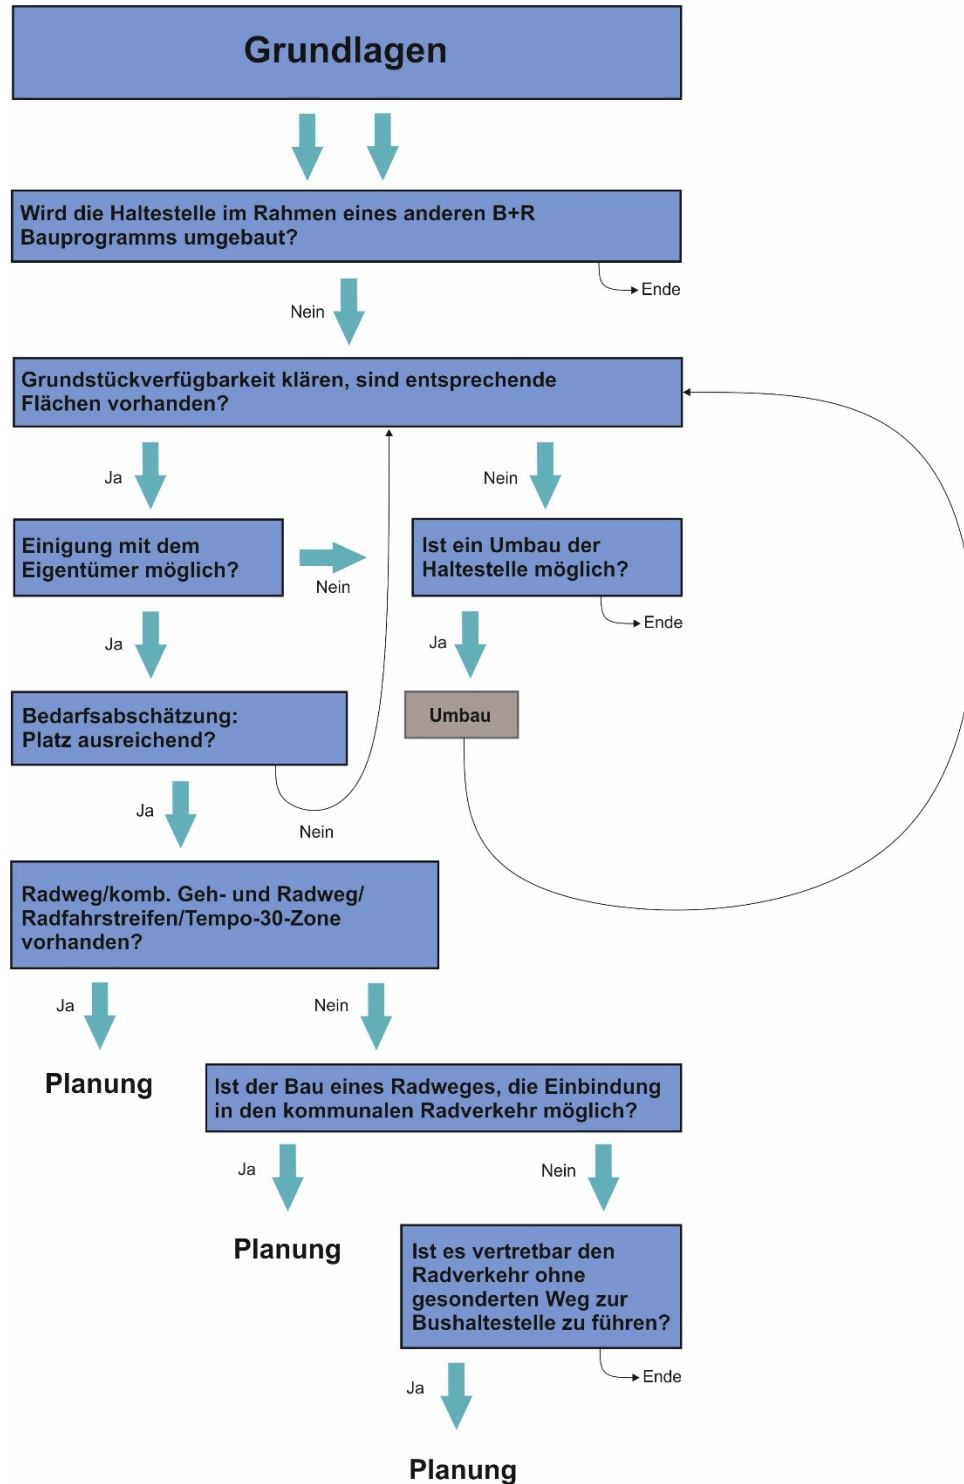 Grundlagen
Wird die Haltestelle im Rahmen eines anderen B+R
Bauprogramms umgebaut?
Ende
Nein
Grundstückverfügbarkeit klären, sind entsprechende
Flächen vorhanden?
Ja
Nein
Einigung mit dem
Eigentümer möglich?
Nein
Ist ein Umbau der
Haltestelle möglich?
Ende
Ja
Ja
Bedarfsabschätzung:
Platz ausreichend?
Umbau
Ja
Nein
Radweg/komb. Geh- und Radweg/
Radfahrstreifen/Tempo-30-Zone
vorhanden?
Ja
Nein
Planung
Ist der Bau eines Radweges, die Einbindung
in den kommunalen Radverkehr möglich?
Ja
Nein
Planung
Ist es vertretbar den
Radverkehr ohne
gesonderten Weg zur
Bushaltestelle zu führen?
Ende
Ja
Planung